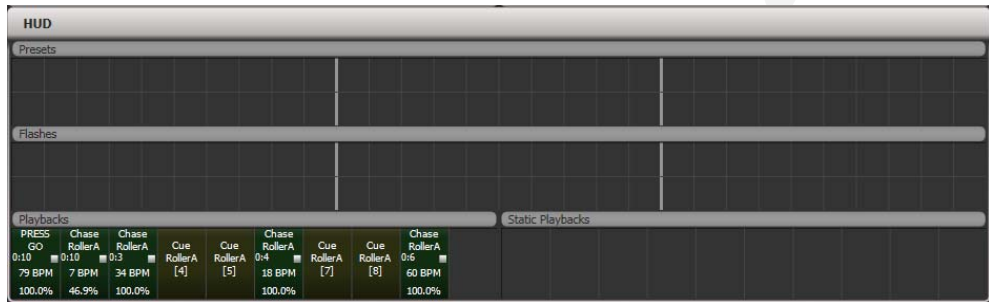 HUD
Presets
Flashes
Playbacks
Static Playbacks
PRESS GO
0:10
79 BPM
100.0%
Chase RollerA
0:10
7 BPM
46.9%
Chase RollerA
0:3
34 BPM
100.0%
Cue RollerA
[4]
Cue RollerA
[5]
Chase RollerA
0:4
18 BPM
100.0%
Cue RollerA
[7]
Cue RollerA
[8]
Chase RollerA
0:6
60 BPM
100.0%